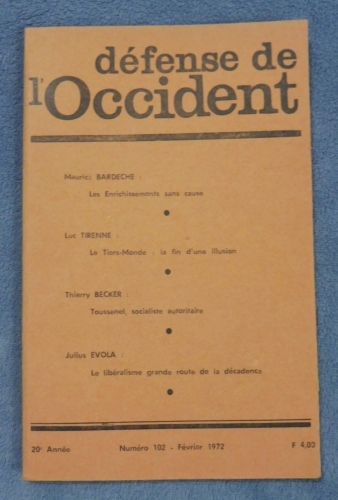 défense de
l'Occident
Maurice BARDECHE :
Les Enrichissements sans cause
Luc TIRENNE :
Le Tiers-Monde : la fin d'une illusion
Thierry BECKER :
Toussenel, socialiste autoritaire
Julius EVOLA :
Le libéralisme grande route de la décadence
20e Année Numéro 102 - Février 1972 F 4,00